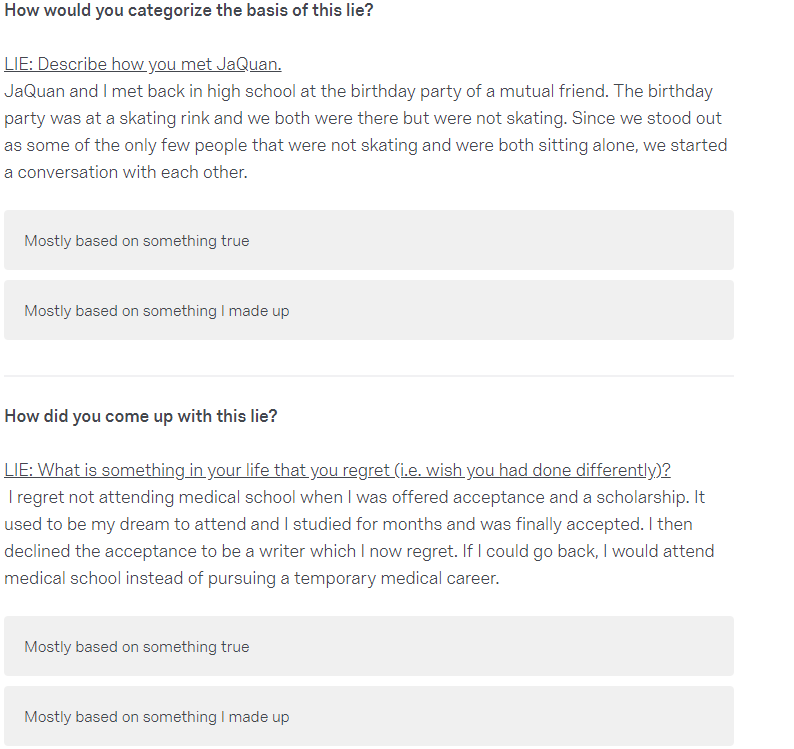 How would you categorize the basis of this lie?
LIE: Describe how you met JaQuan.
JaQuan and I met back in high school at the birthday party of a mutual friend. The birthday
party was at a skating rink and we both were there but were not skating. Since we stood out
as some of the only few people that were not skating and were both sitting alone, we started
a conversation with each other.
Mostly based on something true
Mostly based on something I made up
How did you come up with this lie?
LIE: What is something in your life that you regret (i.e. wish you had done differently)?
I regret not attending medical school when I was offered acceptance and a scholarship. It
used to be my dream to attend and I studied for months and was finally accepted. I then
declined the acceptance to be a writer which I now regret. If I could go back, I would attend
medical school instead of pursuing a temporary medical career.
Mostly based on something true
Mostly based on something I made up